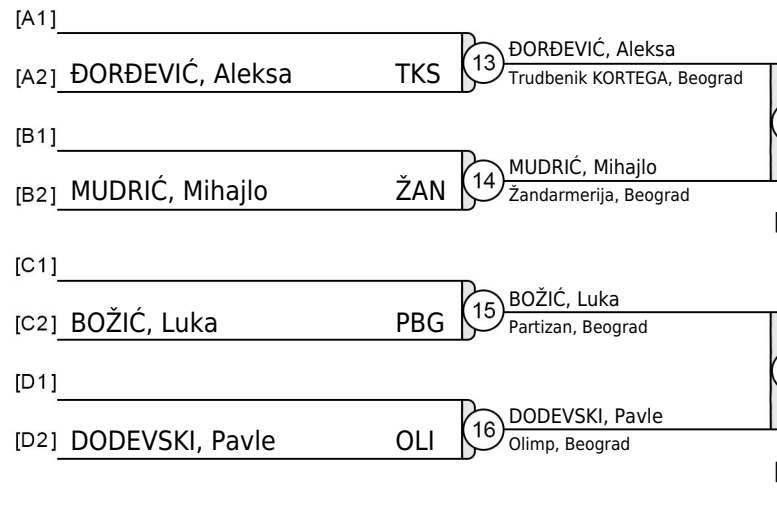 [A1]
[A2] ĐORĐEVIĆ, Aleksa TKS
13 ĐORĐEVIĆ, Aleksa
Trudbenik KORTEGA, Beograd
[B1]
[B2] MUDRIĆ, Mihajlo ŽAN
14 MUDRIĆ, Mihajlo
Žandarmerija, Beograd
[C1]
[C2] BOŽIĆ, Luka PBG
15 BOŽIĆ, Luka
Partizan, Beograd
[D1]
[D2] DODEVSKI, Pavle OLI
16 DODEVSKI, Pavle
Olimp, Beograd